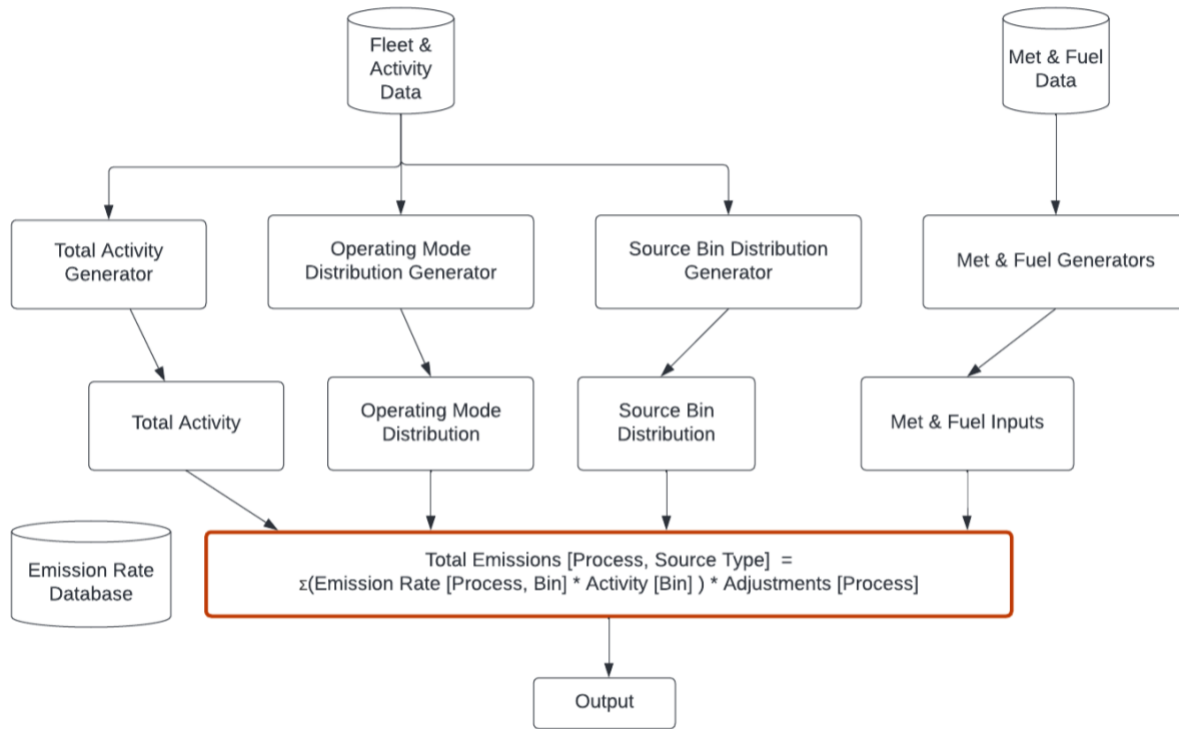 Fleet &
Activity
Data
Met & Fuel
Data
Total Activity
Generator
Operating Mode
Distribution Generator
Source Bin Distribution
Generator
Met & Fuel Generators
Total Activity
Operating Mode
Distribution
Source Bin
Distribution
Met & Fuel Inputs
Emission Rate
Database
Total Emissions [Process, Source Type]  =
Σ(Emission Rate [Process, Bin] * Activity [Bin] ) * Adjustments [Process]
Output